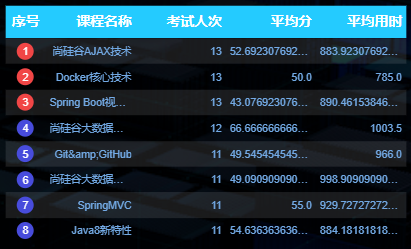 序号 课程名称 考试人次 平均分 平均用时
1 尚硅谷AJAX技术 13 52.692307692... 883.92307692...
2 Docker核心技术 13 50.0 785.0
3 Spring Boot视... 13 43.076923076... 890.46153846...
4 尚硅谷大数据... 12 66.666666666... 1003.5
5 Git&amp;GitHub 11 49.545454545... 966.0
6 尚硅谷大数据... 11 49.090909090... 998.90909090...
7 SpringMVC 11 55.0 929.72727272...
8 Java8新特性 11 54.636363636... 884.18181818...